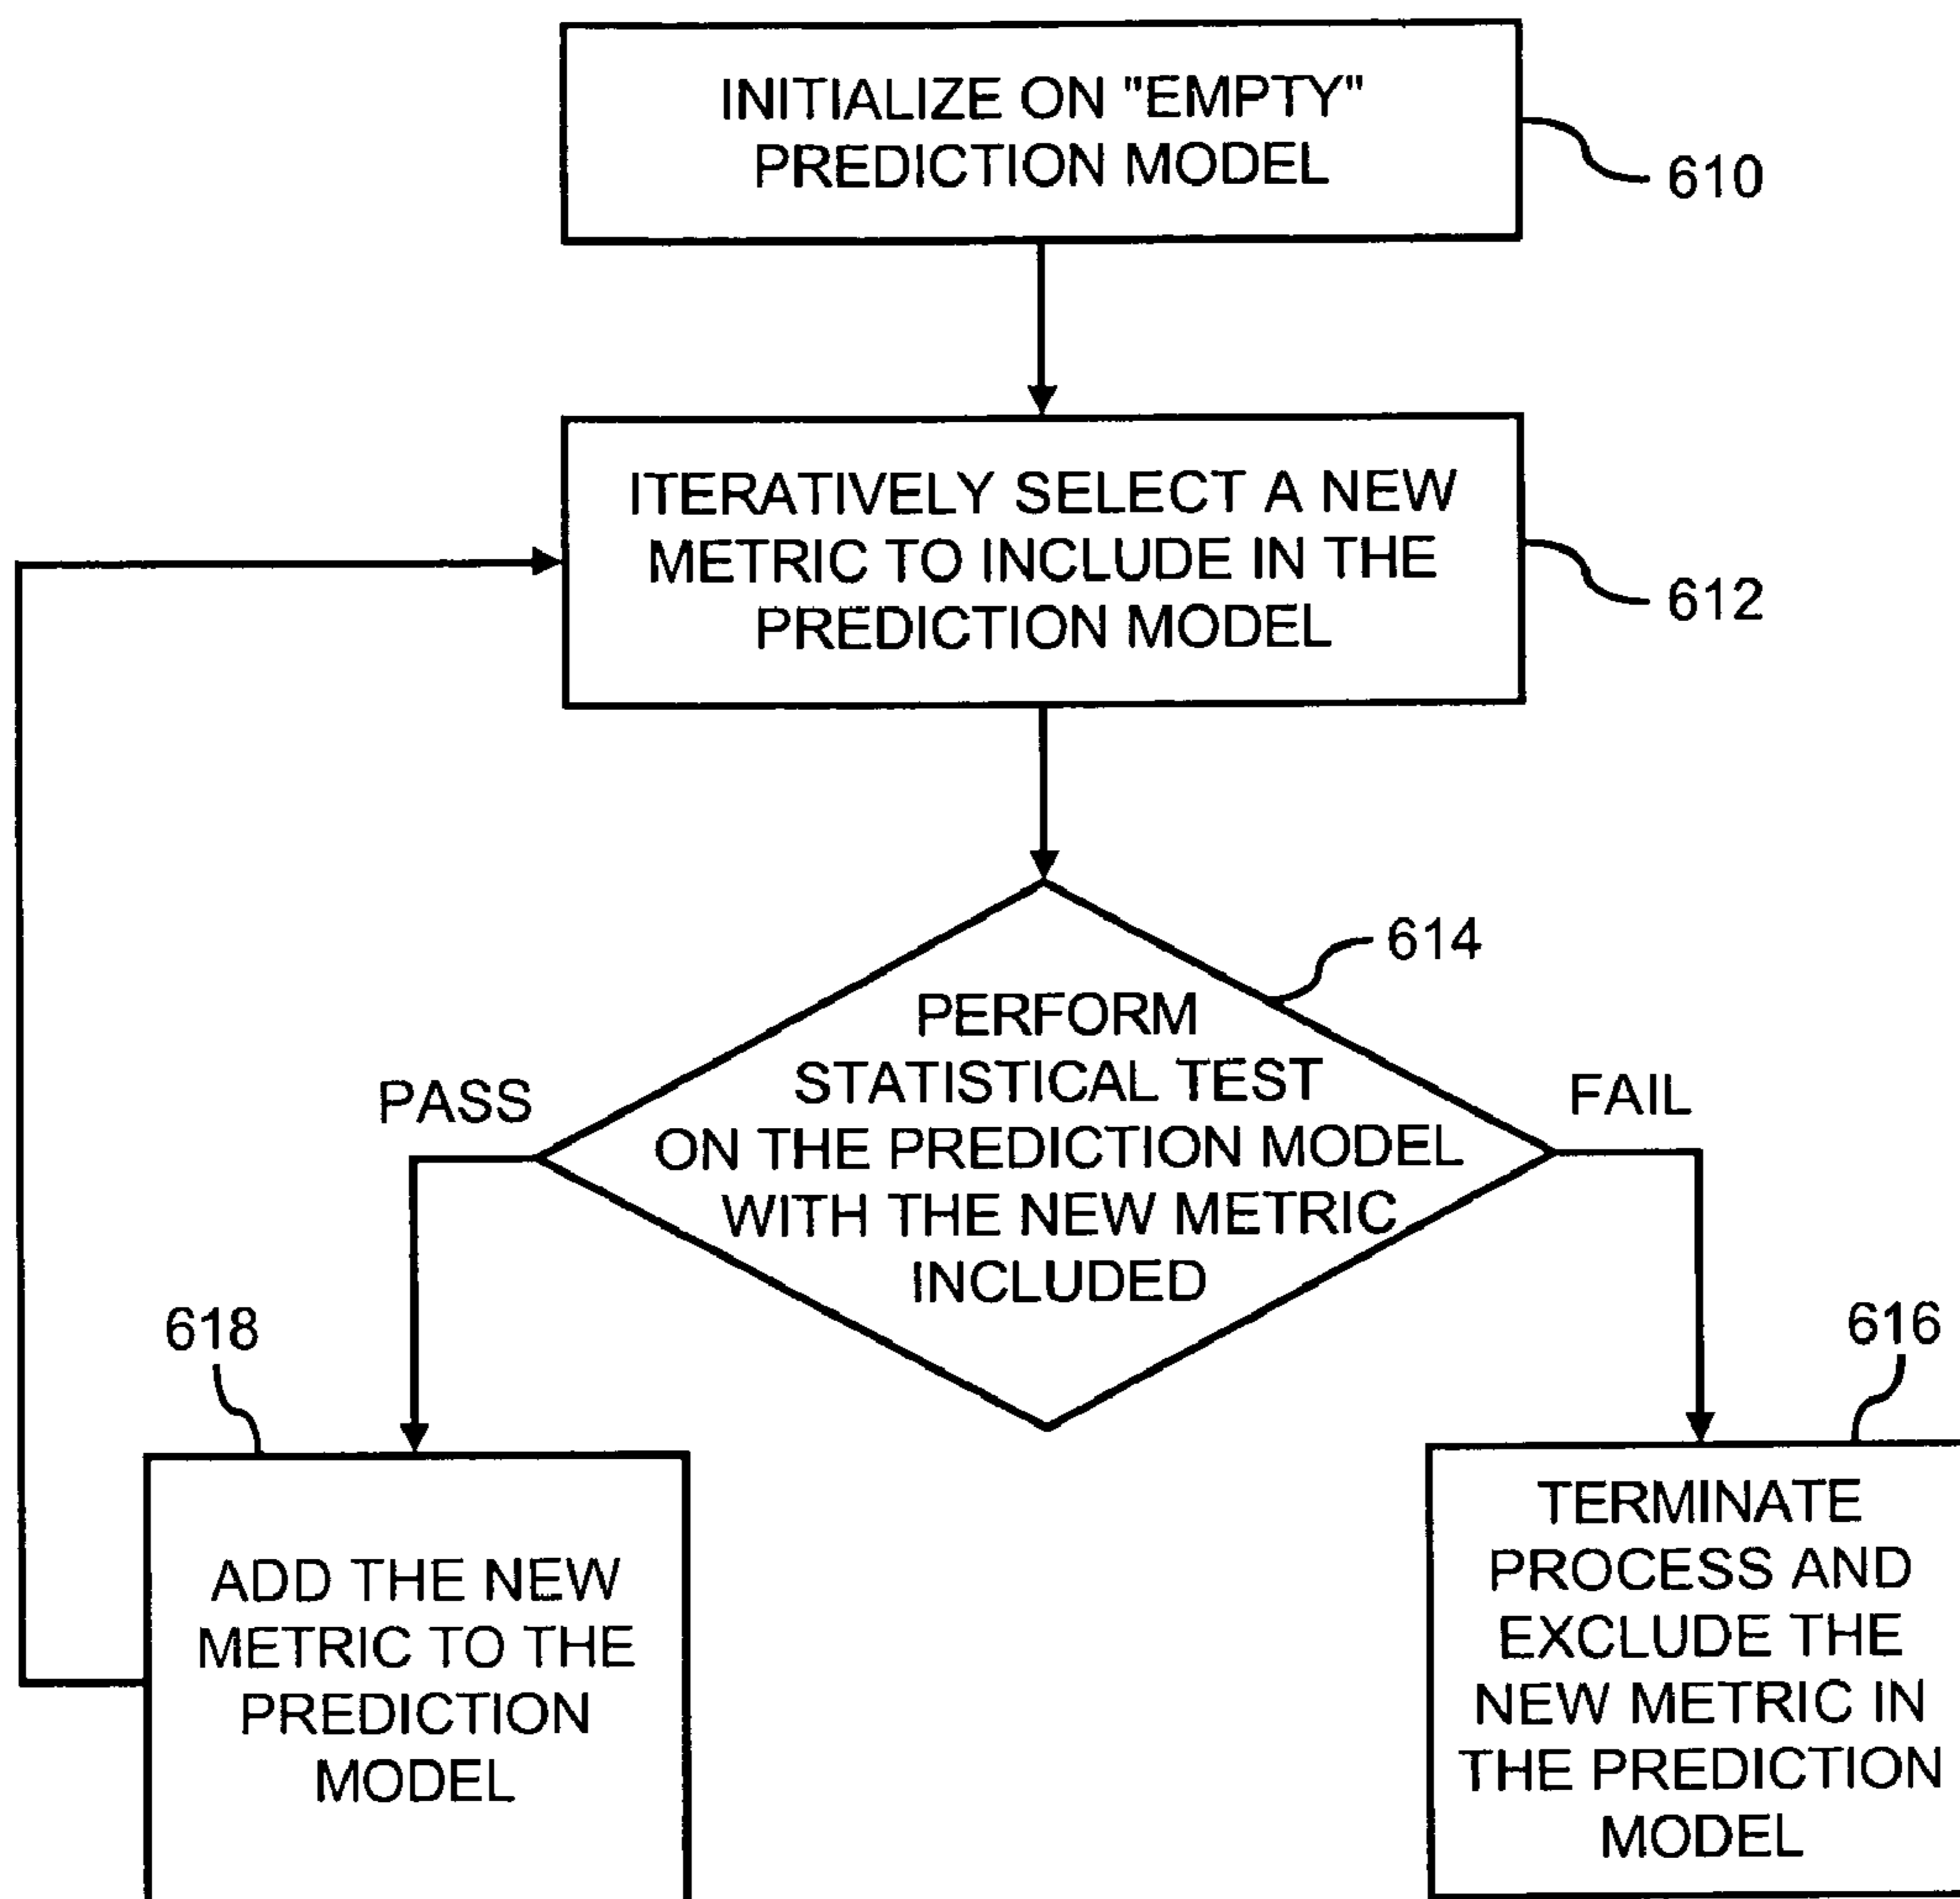 INITIALIZE ON "EMPTY"
PREDICTION MODEL
610
ITERATIVELY SELECT A NEW
METRIC TO INCLUDE IN THE
PREDICTION MODEL
612
614
PERFORM
STATISTICAL TEST
ON THE PREDICTION MODEL
WITH THE NEW METRIC
INCLUDED
PASS
FAIL
618
616
ADD THE NEW
METRIC TO THE
PREDICTION
MODEL
TERMINATE
PROCESS AND
EXCLUDE THE
NEW METRIC IN
THE PREDICTION
MODEL